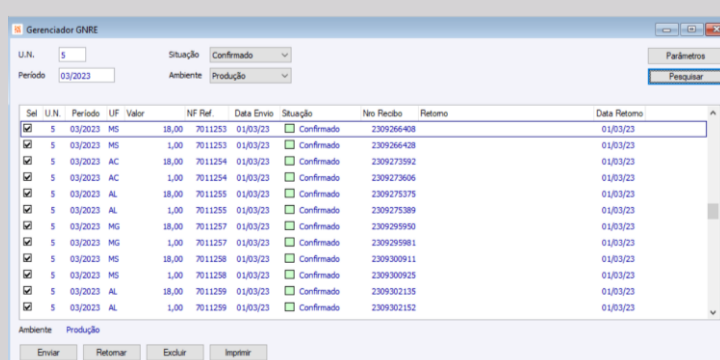 Gerenciador GNRE
U.N. 5 Situação Confirmado Parâmetros
Período 03/2023 Ambiente Produção Pesquisar
Sel U.N. Período UF Valor NF Ref. Data Envio Situação Nro Recibo Retorno Data Retorno
5 03/2023 MS 18,00 7011253 01/03/23 Confirmado 2309266408 01/03/23
5 03/2023 MS 1,00 7011253 01/03/23 Confirmado 2309266428 01/03/23
5 03/2023 AC 18,00 7011254 01/03/23 Confirmado 2309273592 01/03/23
5 03/2023 AC 1,00 7011254 01/03/23 Confirmado 2309273606 01/03/23
5 03/2023 AL 18,00 7011255 01/03/23 Confirmado 2309275375 01/03/23
5 03/2023 AL 1,00 7011255 01/03/23 Confirmado 2309275389 01/03/23
5 03/2023 MG 18,00 7011257 01/03/23 Confirmado 2309295950 01/03/23
5 03/2023 MG 1,00 7011257 01/03/23 Confirmado 2309295981 01/03/23
5 03/2023 MS 18,00 7011258 01/03/23 Confirmado 2309300911 01/03/23
5 03/2023 MS 1,00 7011258 01/03/23 Confirmado 2309300925 01/03/23
5 03/2023 AL 18,00 7011259 01/03/23 Confirmado 2309302135 01/03/23
5 03/2023 AL 1,00 7011259 01/03/23 Confirmado 2309302152 01/03/23
Ambiente Produção
Enviar Retornar Excluir Imprimir